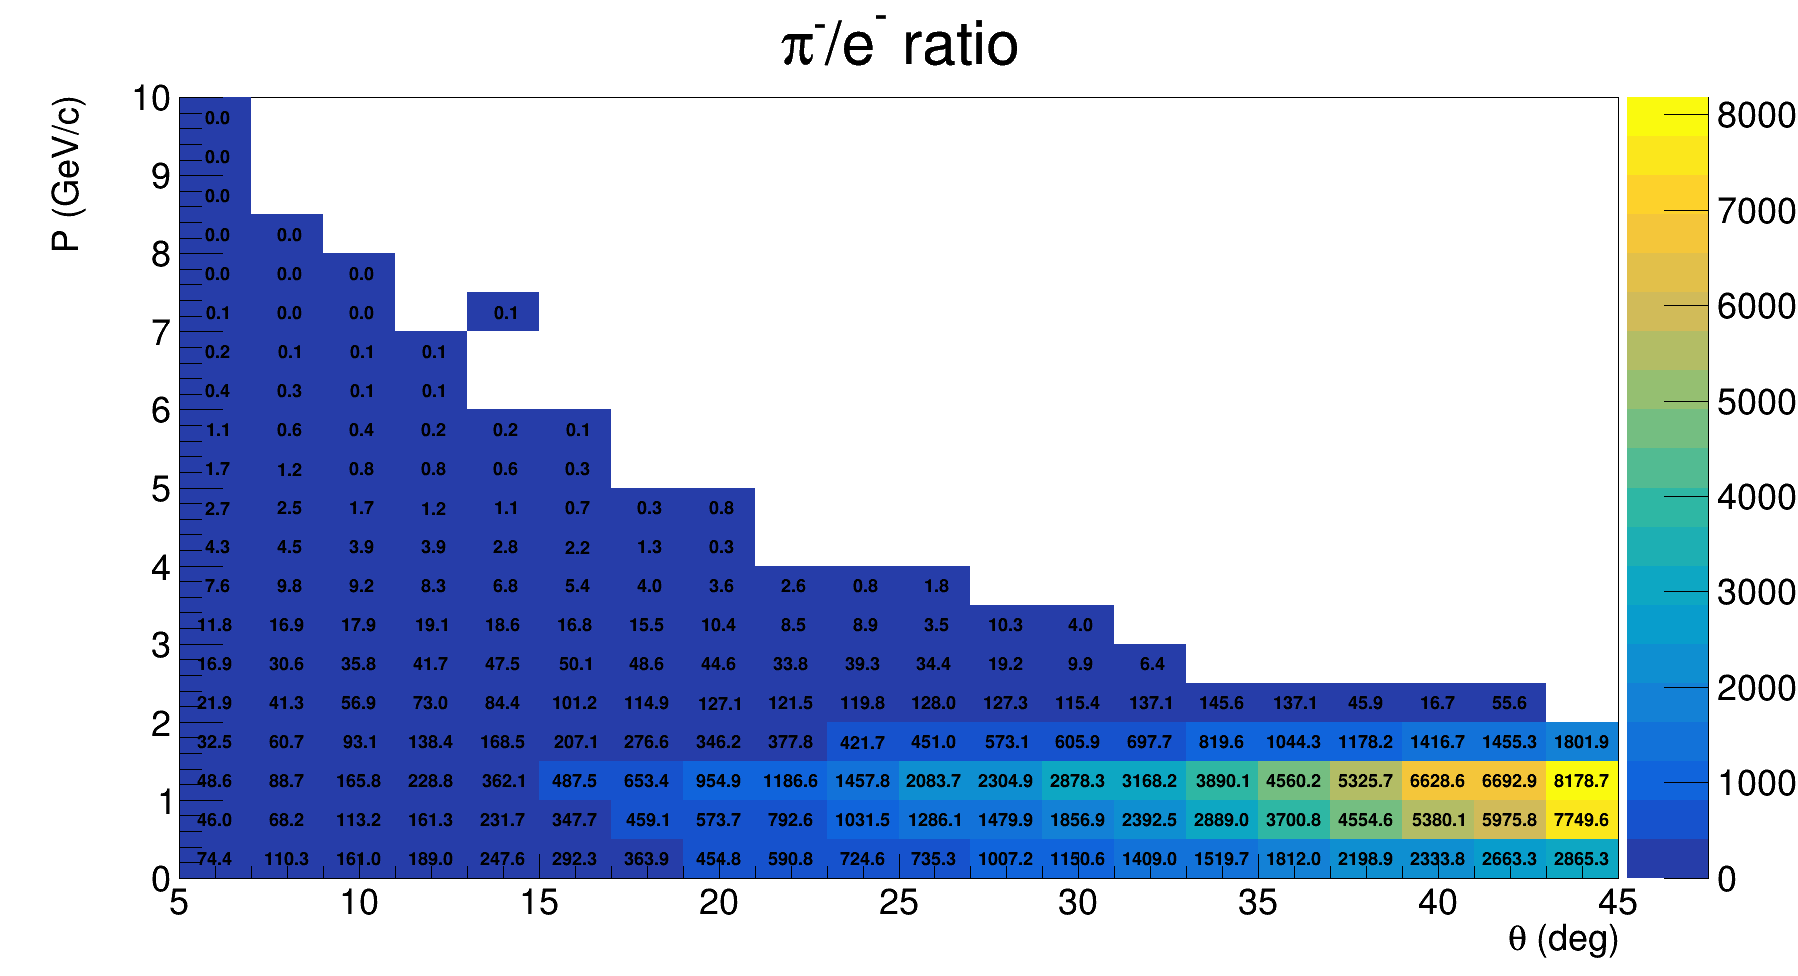 π⁻/e⁻ ratio
P (GeV/c)
10
0.0
8000
0.0
9
0.0
7000
0.0 0.0
8
0.0 0.0 0.0
6000
0.1 0.0 0.0 0.1
7
0.2 0.1 0.1 0.1
0.4 0.3 0.1 0.1
6
5000
1.1 0.6 0.4 0.2 0.2 0.1
1.7 1.2 0.8 0.8 0.6 0.3
5
4000
2.7 2.5 1.7 1.2 1.1 0.7 0.3 0.8
4.3 4.5 3.9 3.9 2.8 2.2 1.3 0.3
4
7.6 9.8 9.2 8.3 6.8 5.4 4.0 3.6 2.6 0.8 1.8
3000
11.8 16.9 17.9 19.1 18.6 16.8 15.5 10.4 8.5 8.9 3.5 10.3 4.0
3
16.9 30.6 35.8 41.7 47.5 50.1 48.6 44.6 33.8 39.3 34.4 19.2 9.9 6.4
2000
21.9 41.3 56.9 73.0 84.4 101.2 114.9 127.1 121.5 119.8 128.0 127.3 115.4 137.1 145.6 137.1 45.9 16.7 55.6
2
32.5 60.7 93.1 138.4 168.5 207.1 276.6 346.2 377.8 421.7 451.0 573.1 605.9 697.7 819.6 1044.3 1178.2 1416.7 1455.3 1801.9
48.6 88.7 165.8 228.8 362.1 487.5 653.4 954.9 1186.6 1457.8 2083.7 2304.9 2878.3 3168.2 3890.1 4560.2 5325.7 6628.6 6692.9 8178.7
1000
1
46.0 68.2 113.2 161.3 231.7 347.7 459.1 573.7 792.6 1031.5 1286.1 1479.9 1856.9 2392.5 2889.0 3700.8 4554.6 5380.1 5975.8 7749.6
74.4 110.3 161.0 189.0 247.6 292.3 363.9 454.8 590.8 724.6 735.3 1007.2 1150.6 1409.0 1519.7 1812.0 2198.9 2333.8 2663.3 2865.3
0
0
5 10 15 20 25 30 35 40 45
θ (deg)